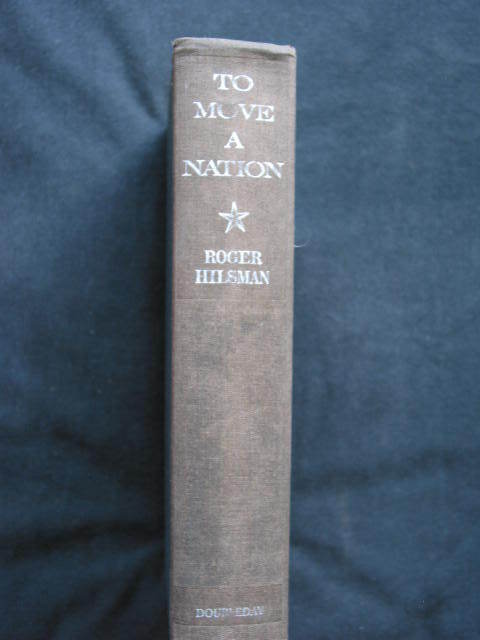 TO
MOVE
A
NATION
ROGER
HILSMAN
DOUBLEDAY